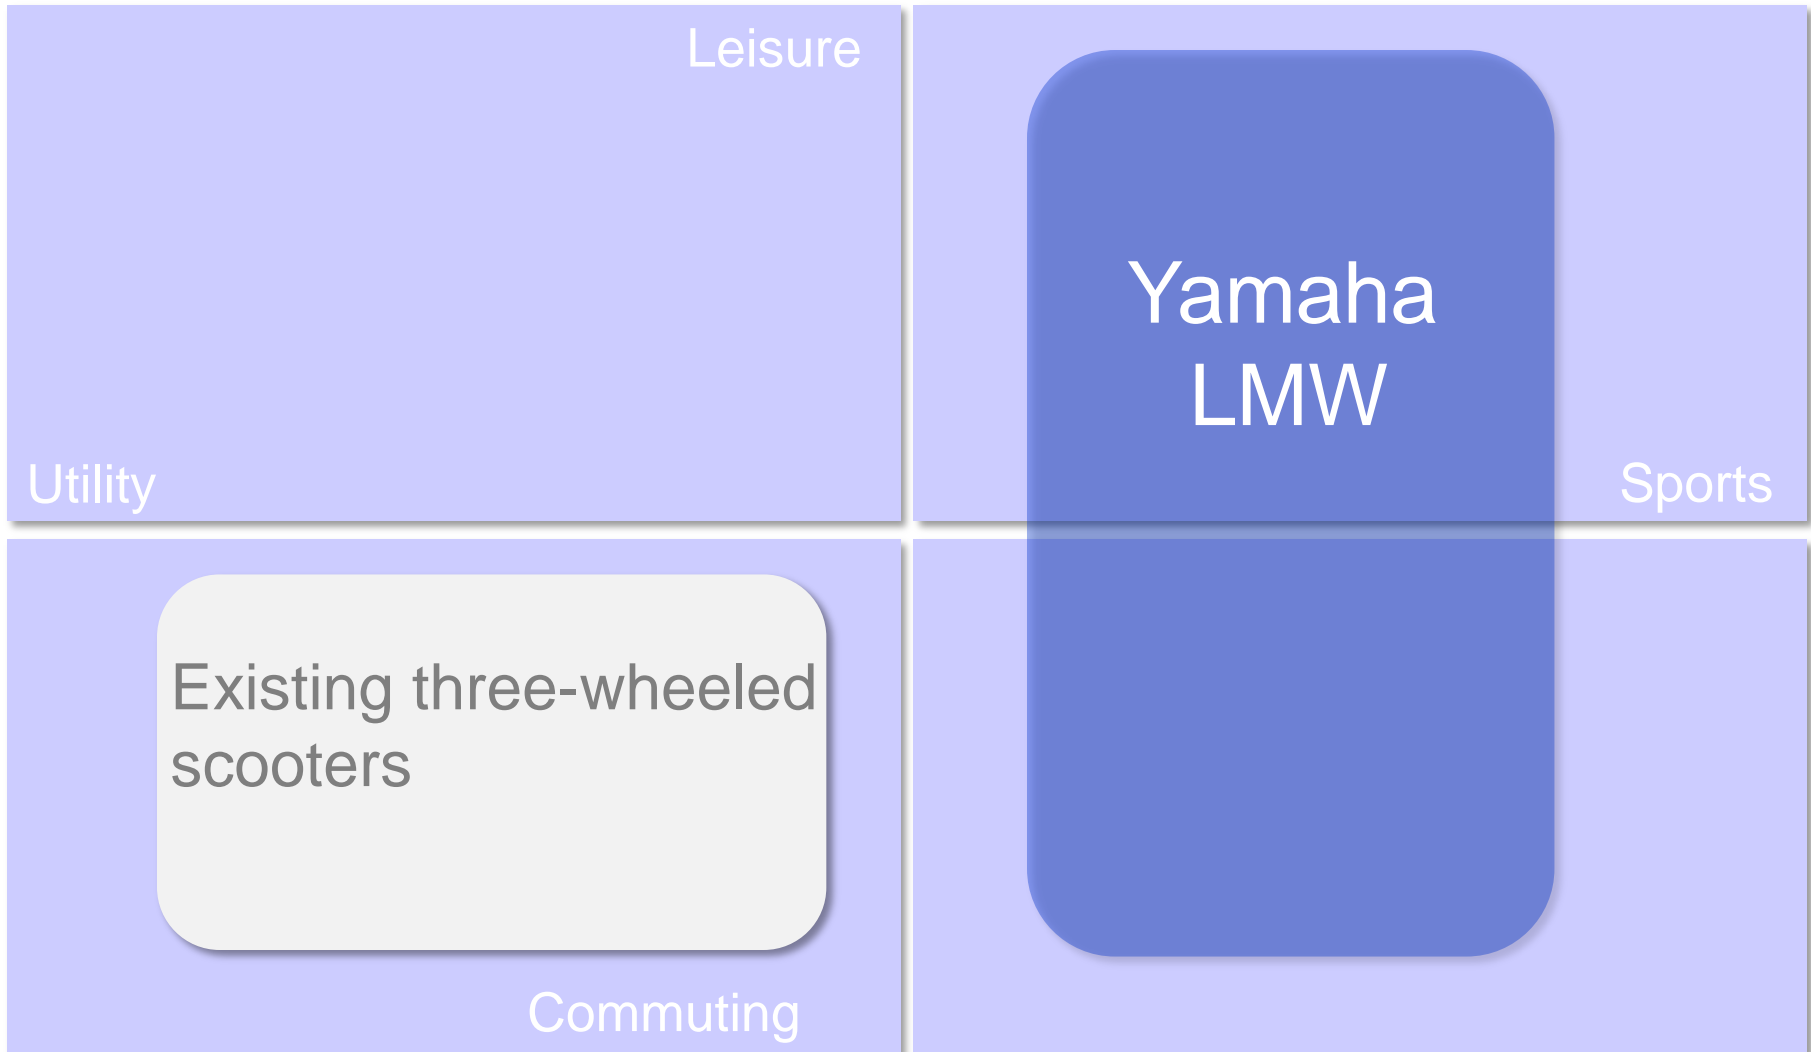 Leisure
Yamaha
LMW
Utility
Sports
Existing three-wheeled
scooters
Commuting